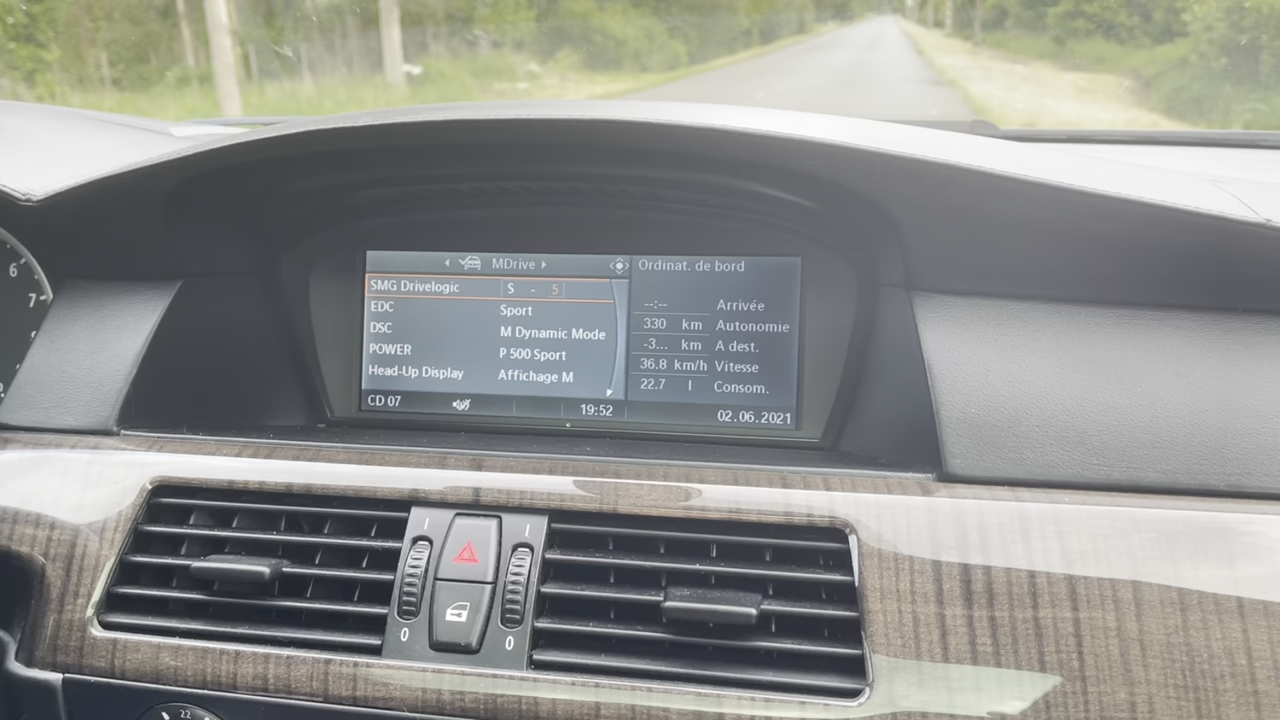 MDrive
SMG Drivelogic S - 5
EDC Sport
DSC M Dynamic Mode
POWER P 500 Sport
Head-Up Display Affichage M
CD 07 19:52
Ordinat. de bord
--:-- Arrivée
330 km Autonomie
-3... km A dest.
36.8 km/h Vitesse
22.7 l Consom.
02.06.2021
6
7
I I
0 0
22